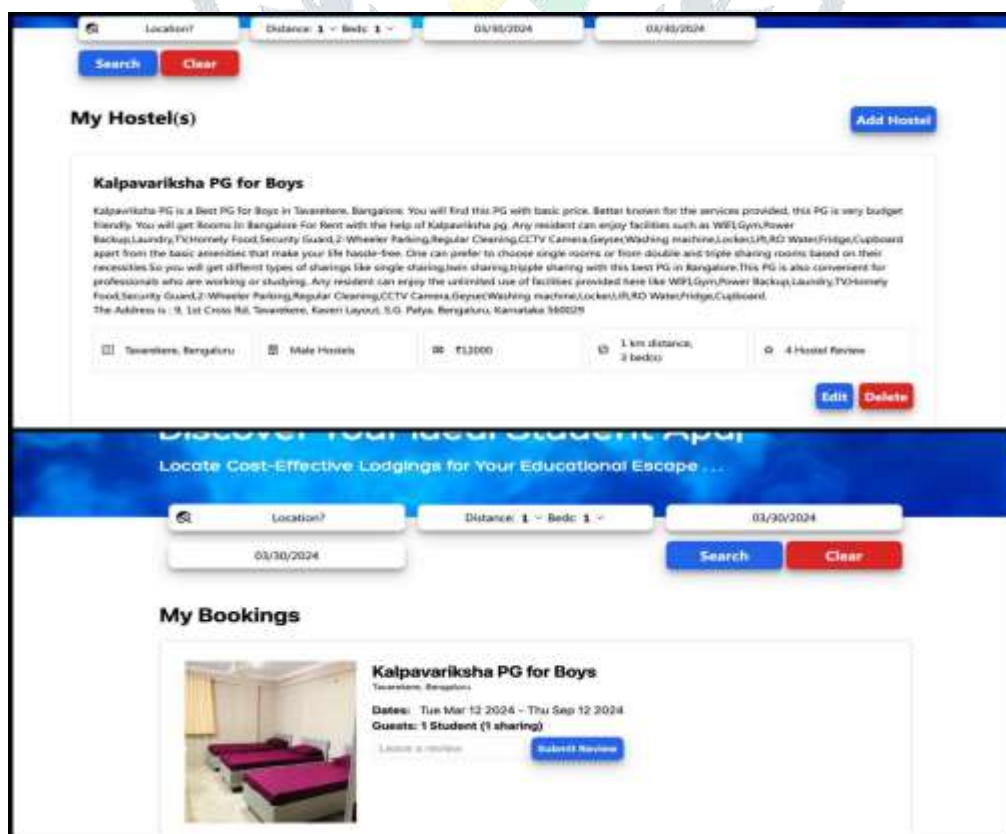 Location?
Distance: 1 Beds: 1
03/30/2024
03/30/2024
Search
Clear
My Hostel(s)
Add Hostel
Kalpavariksha PG for Boys
Kalpavriksha PG is a Best PG for Boys in Tavarekere, Bangalore. You will find this PG with basic price. Better known for the services provided, this PG is very budget
friendly. You will get Rooms In Bangalore For Rent with the help of Kalpavriksha pg. Any resident can enjoy facilities such as WIFI,Gym,Power
Backup,Laundry,TV,Homely Food,Security Guard,2-Wheeler Parking,Regular Cleaning,CCTV Camera,Geyser,Washing machine,Locker,Lift,RO Water,Fridge,Cupboard
apart from the basic amenities that make your life hassle-free. One can prefer to choose single rooms or from double and triple sharing rooms based on their
necessities.So you will get differnt types of sharings like single sharing,twin sharing,tripple sharing with this best PG in Bangalore.This PG is also convenient for
professionals who are working or studying. Any resident can enjoy the unlimited use of facilities provided here like WIFI,Gym,Power Backup,Laundry,TV,Homely
Food,Security Guard,2-Wheeler Parking,Regular Cleaning,CCTV Camera,Geyser,Washing machine,Locker,Lift,RO Water,Fridge,Cupboard.
The Address is : 9, 1st Cross Rd, Tavarekere, Kaveri Layout, S.G. Palya, Bengaluru, Karnataka 560029
Tavarekere, Bengaluru
Male Hostels
₹12000
1 km distance,
3 bed(s)
4 Hostel Review
Edit
Delete
Discover Your Ideal Student
Locate Cost-Effective Lodgings for Your Educational Escape ...
Location?
Distance: 1 Beds: 1
03/30/2024
03/30/2024
Search
Clear
My Bookings
Kalpavariksha PG for Boys
Tavarekere, Bengaluru
Dates: Tue Mar 12 2024 - Thu Sep 12 2024
Guests: 1 Student (1 sharing)
Leave a review
Submit Review